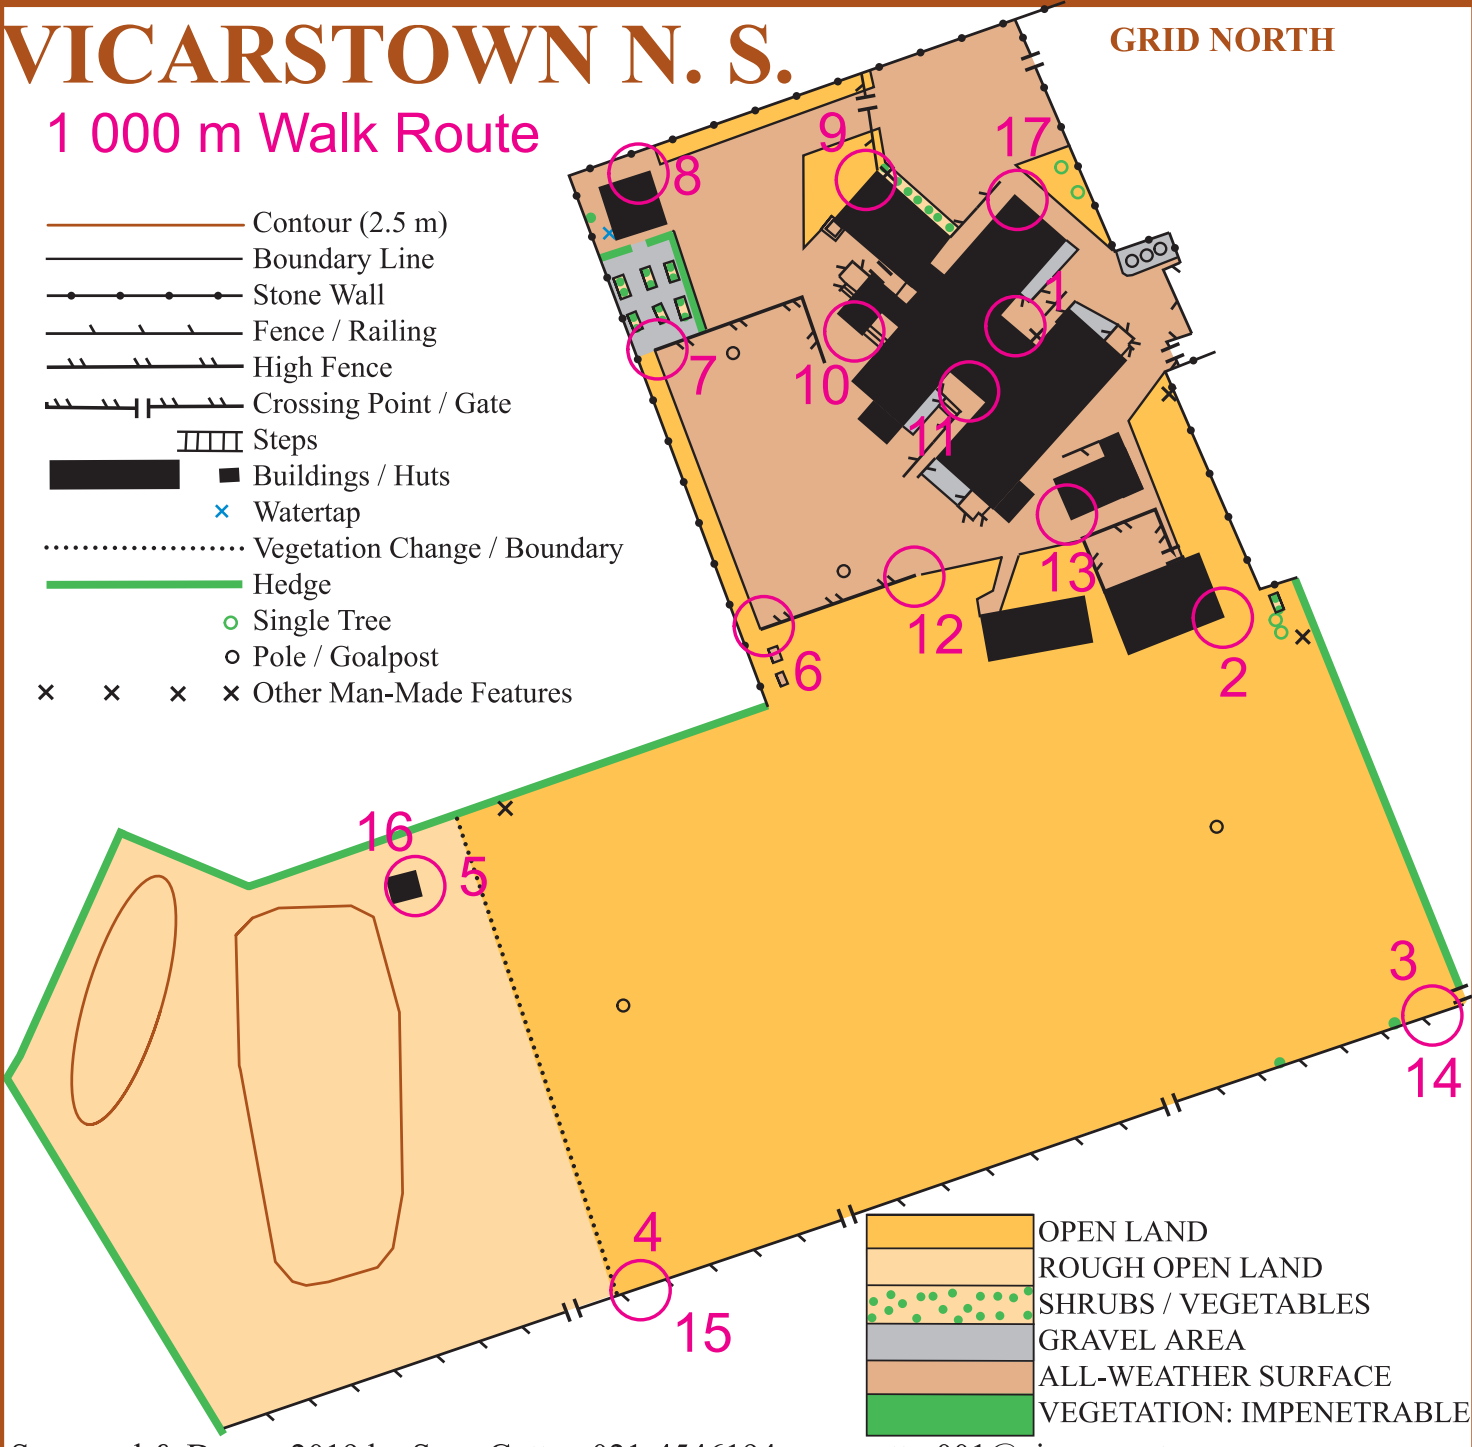 VICARSTOWN N. S.
GRID NORTH
1 000 m Walk Route
Contour (2.5 m)
Boundary Line
Stone Wall
Fence / Railing
High Fence
Crossing Point / Gate
Steps
Buildings / Huts
Watertap
Vegetation Change / Boundary
Hedge
Single Tree
Pole / Goalpost
Other Man-Made Features
9
17
8
1
7
10
11
13
12
2
6
16
5
3
14
4
15
OPEN LAND
ROUGH OPEN LAND
SHRUBS / VEGETABLES
GRAVEL AREA
ALL-WEATHER SURFACE
VEGETATION: IMPENETRABLE